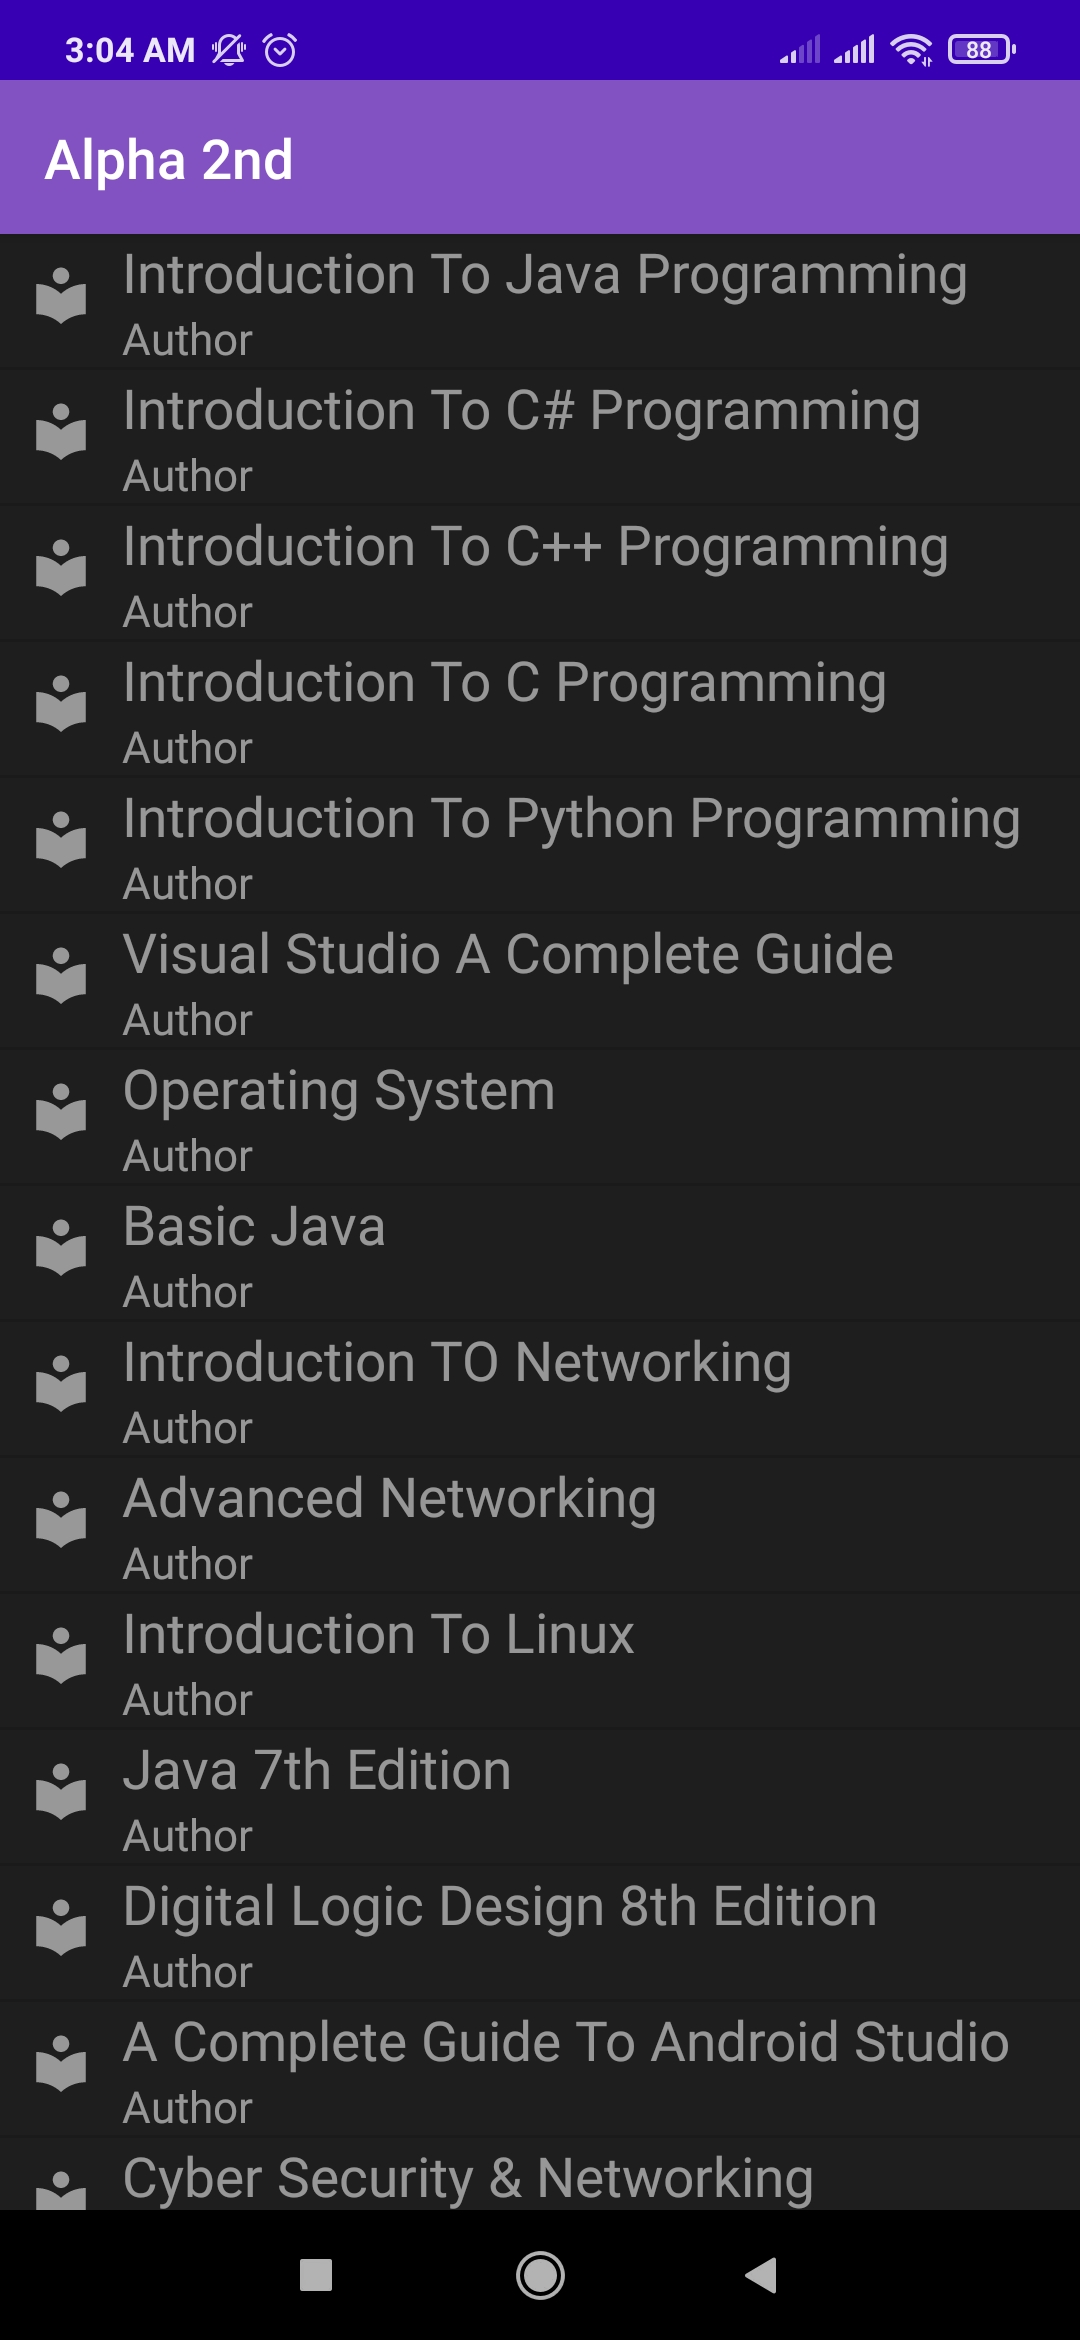 3:04 AM 88
Alpha 2nd
Introduction To Java Programming
Author
Introduction To C# Programming
Author
Introduction To C++ Programming
Author
Introduction To C Programming
Author
Introduction To Python Programming
Author
Visual Studio A Complete Guide
Author
Operating System
Author
Basic Java
Author
Introduction TO Networking
Author
Advanced Networking
Author
Introduction To Linux
Author
Java 7th Edition
Author
Digital Logic Design 8th Edition
Author
A Complete Guide To Android Studio
Author
Cyber Security & Networking